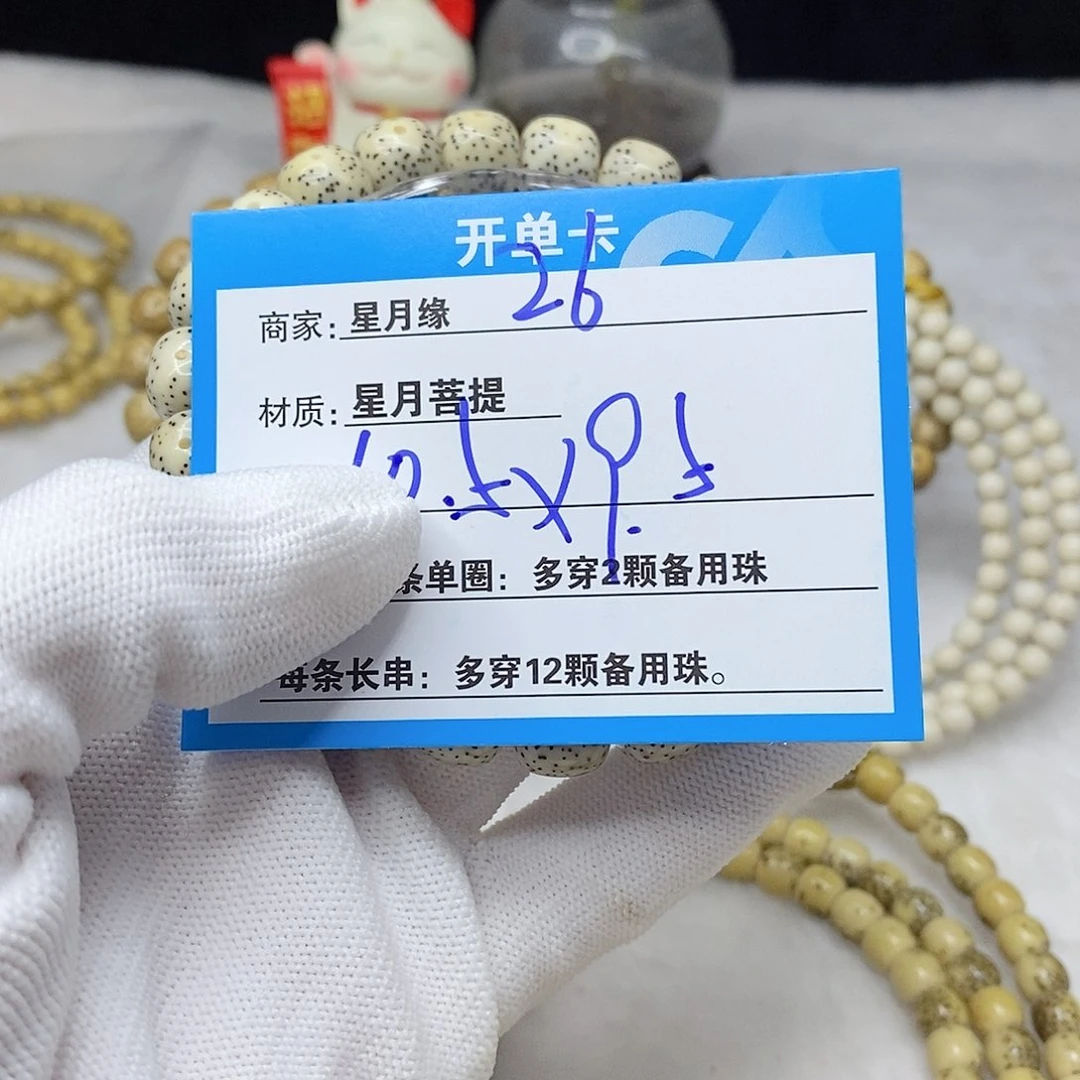 开单卡
26
商家：星月缘
材质：星月菩提
10.5x9.5
条单圈：多穿2颗备用珠
每条长串：多穿12颗备用珠。